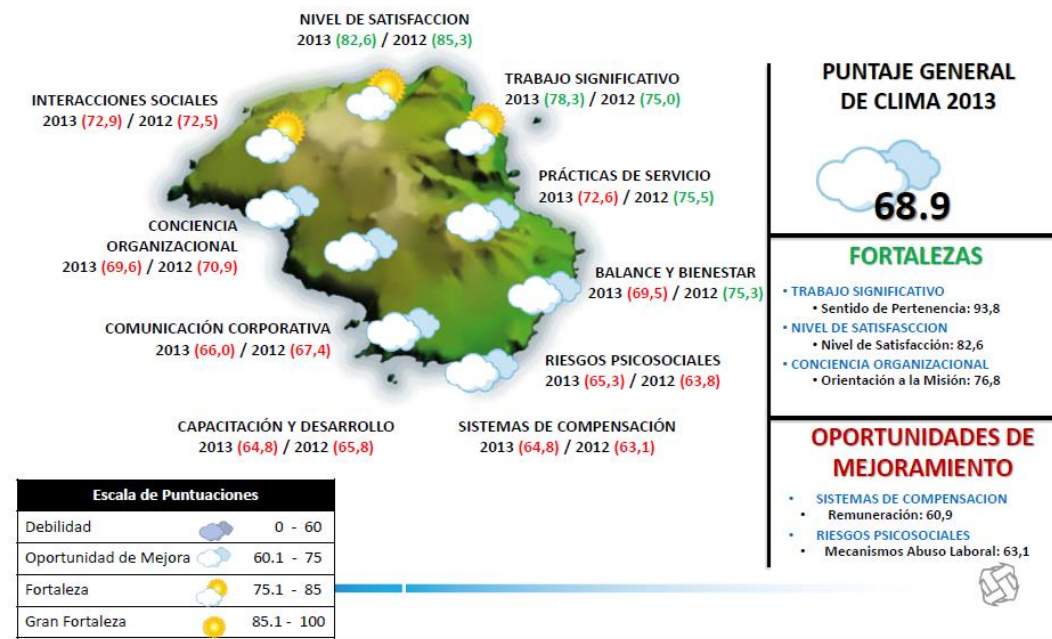 NIVEL DE SATISFACCION
2013 (82,6) / 2012 (85,3)
TRABAJO SIGNIFICATIVO
2013 (78,3) / 2012 (75,0)
INTERACCIONES SOCIALES
2013 (72,9) / 2012 (72,5)
PRÁCTICAS DE SERVICIO
2013 (72,6) / 2012 (75,5)
CONCIENCIA
ORGANIZACIONAL
2013 (69,6) / 2012 (70,9)
BALANCE Y BIENESTAR
2013 (69,5) / 2012 (75,3)
COMUNICACIÓN CORPORATIVA
2013 (66,0) / 2012 (67,4)
RIESGOS PSICOSOCIALES
2013 (65,3) / 2012 (63,8)
CAPACITACIÓN Y DESARROLLO
2013 (64,8) / 2012 (65,8)
SISTEMAS DE COMPENSACIÓN
2013 (64,8) / 2012 (63,1)
Escala de Puntuaciones
Debilidad 0 - 60
Oportunidad de Mejora 60.1 - 75
Fortaleza 75.1 - 85
Gran Fortaleza 85.1 - 100
PUNTAJE GENERAL
DE CLIMA 2013
68.9
FORTALEZAS
• TRABAJO SIGNIFICATIVO
• Sentido de Pertenencia: 93,8
• NIVEL DE SATISFASCCION
• Nivel de Satisfacción: 82,6
• CONCIENCIA ORGANIZACIONAL
• Orientación a la Misión: 76,8
OPORTUNIDADES DE
MEJORAMIENTO
• SISTEMAS DE COMPENSACION
• Remuneración: 60,9
• RIESGOS PSICOSOCIALES
• Mecanismos Abuso Laboral: 63,1